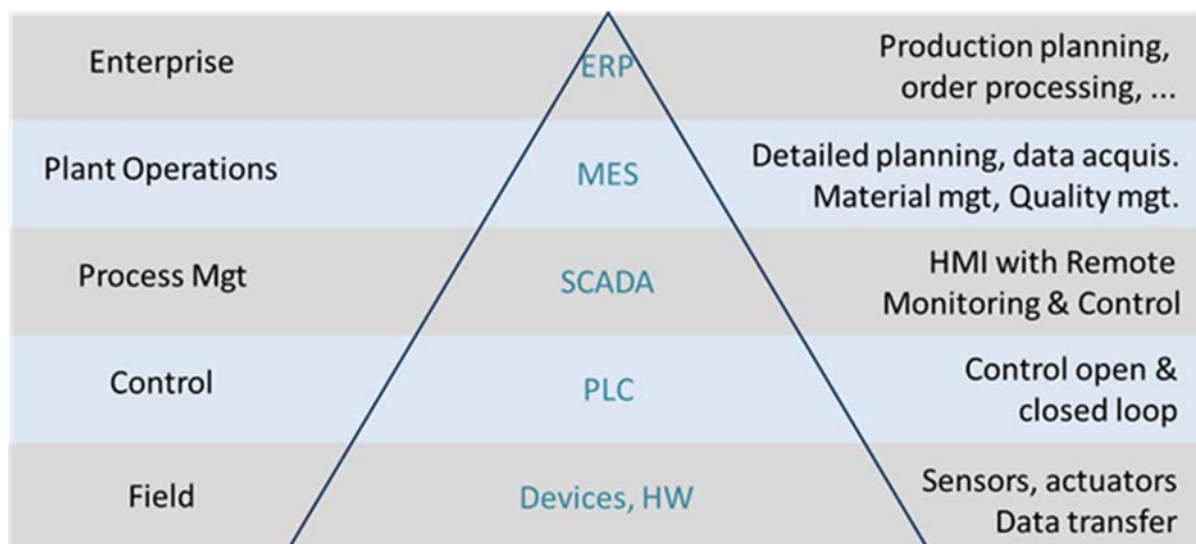 Enterprise
ERP
Production planning,
order processing, ...
Plant Operations
MES
Detailed planning, data acquis.
Material mgt, Quality mgt.
Process Mgt
SCADA
HMI with Remote
Monitoring & Control
Control
PLC
Control open &
closed loop
Field
Devices, HW
Sensors, actuators
Data transfer